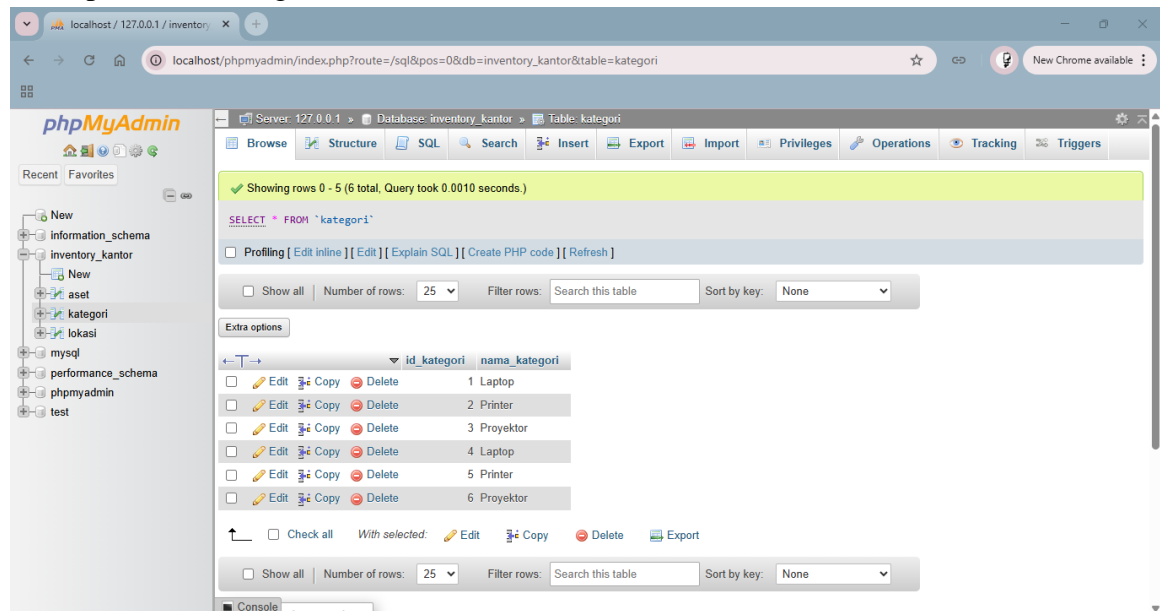 localhost / 127.0.0.1 / inventory
localhost/phpmyadmin/index.php?route=/sql&pos=0&db=inventory_kantor&table=kategori
New Chrome available
phpMyAdmin
Recent Favorites
New
information_schema
inventory_kantor
New
aset
kategori
lokasi
mysql
performance_schema
phpmyadmin
test
Server: 127.0.0.1 » Database: inventory_kantor » Table: kategori
Browse Structure SQL Search Insert Export Import Privileges Operations Tracking Triggers
Showing rows 0 - 5 (6 total, Query took 0.0010 seconds.)
SELECT * FROM `kategori`
Profiling [ Edit inline ] [ Edit ] [ Explain SQL ] [ Create PHP code ] [ Refresh ]
Show all | Number of rows: 25 Filter rows: Search this table Sort by key: None
Extra options
id_kategori nama_kategori
Edit Copy Delete 1 Laptop
Edit Copy Delete 2 Printer
Edit Copy Delete 3 Proyektor
Edit Copy Delete 4 Laptop
Edit Copy Delete 5 Printer
Edit Copy Delete 6 Proyektor
Check all With selected: Edit Copy Delete Export
Show all | Number of rows: 25 Filter rows: Search this table Sort by key: None
Console